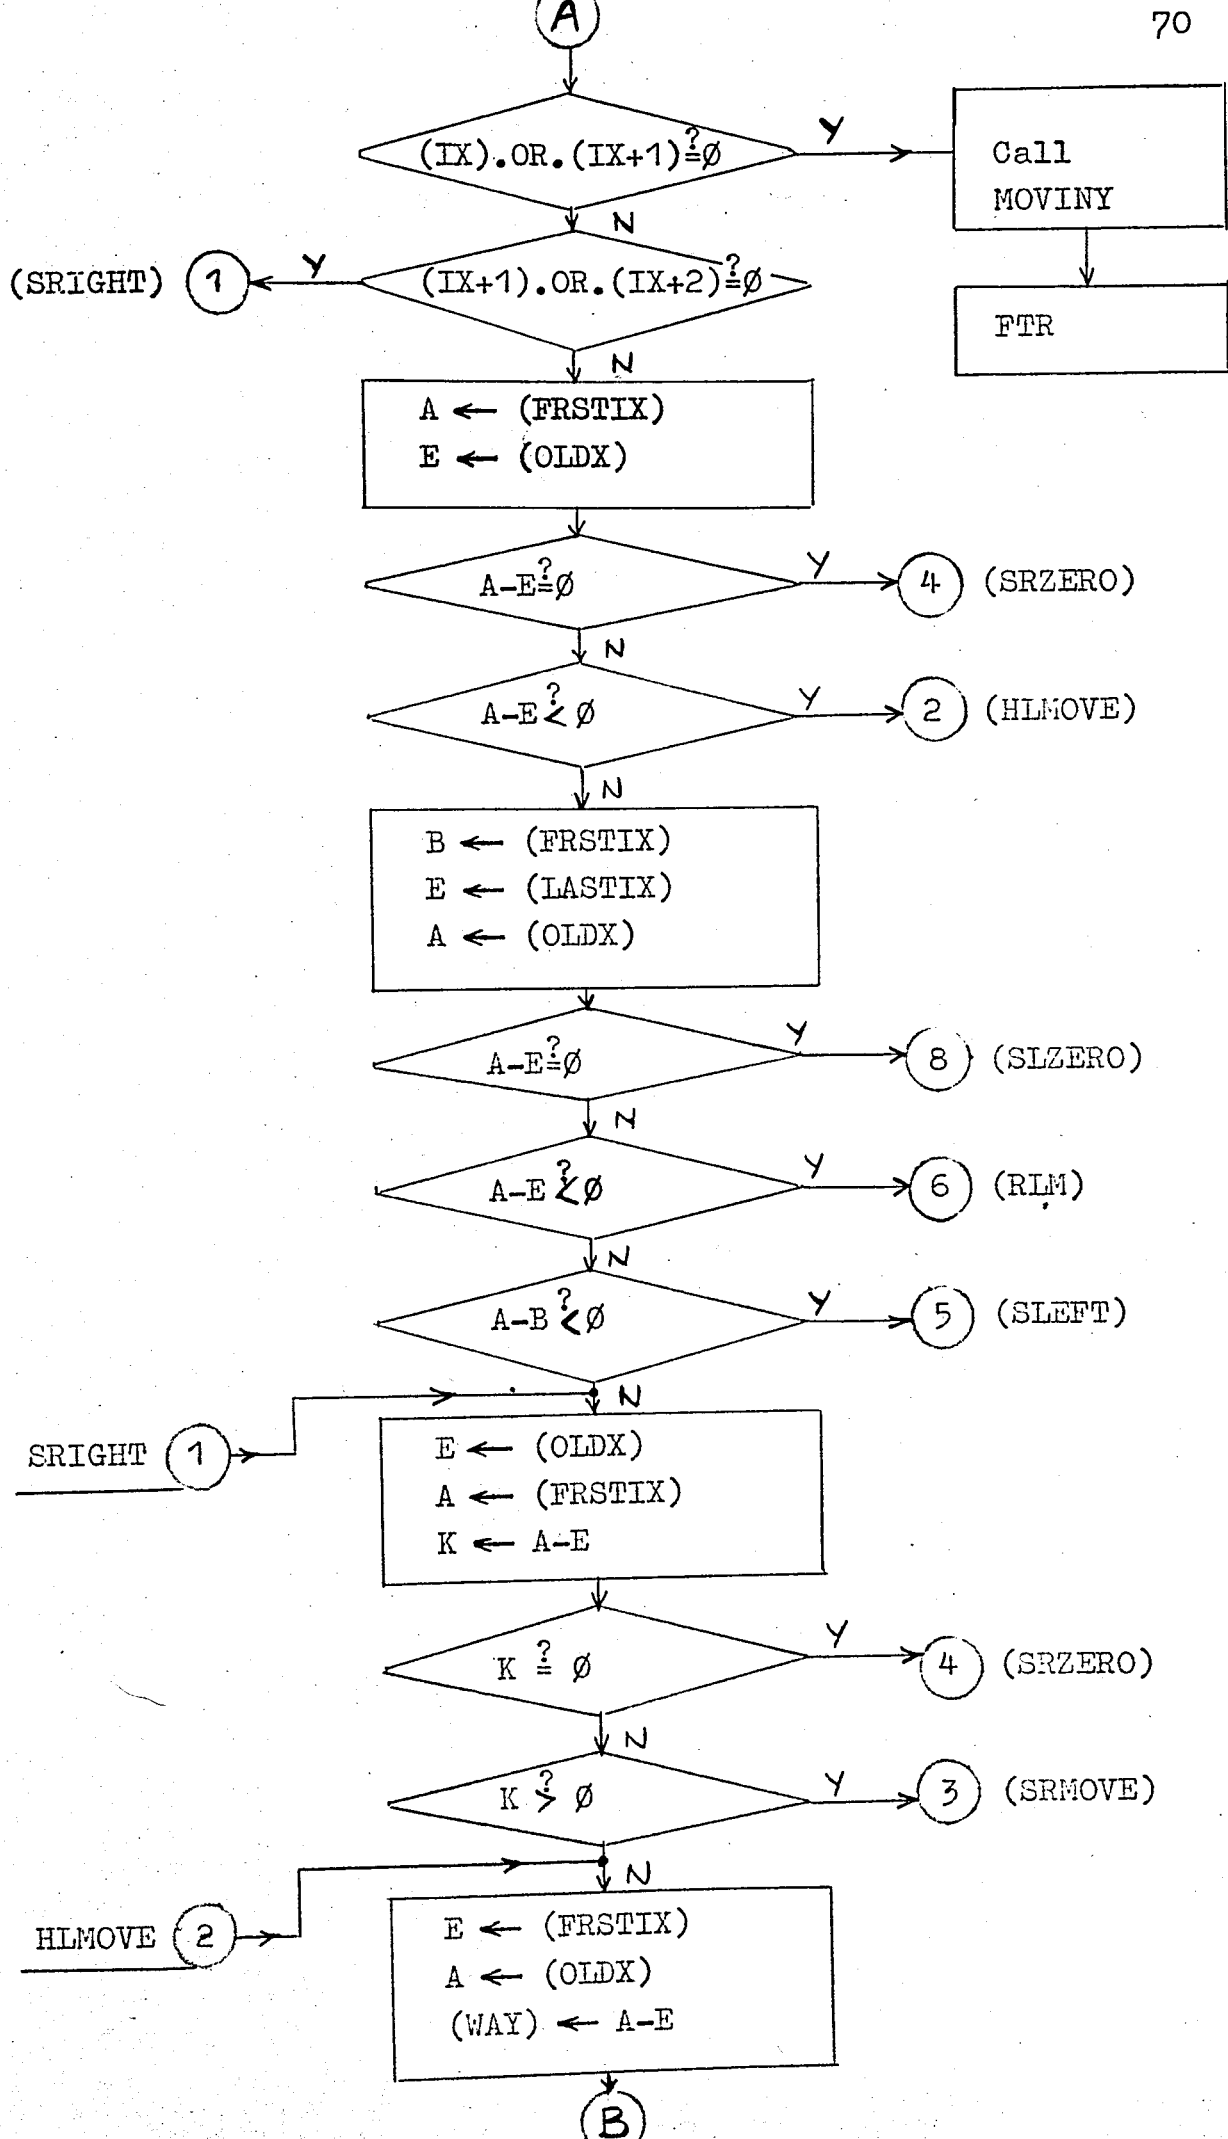 70
A
(IX).OR.(IX+1)≟Ø
Y
Call
MOVINY
N
(SRIGHT) 1
Y
(IX+1).OR.(IX+2)≟Ø
FTR
N
A ← (FRSTIX)
E ← (OLDX)
A-E≟Ø
Y
4 (SRZERO)
N
A-E ?< Ø
Y
2 (HLMOVE)
N
B ← (FRSTIX)
E ← (LASTIX)
A ← (OLDX)
A-E≟Ø
Y
8 (SLZERO)
N
A-E ?< Ø
Y
6 (RLM)
N
A-B ?< Ø
Y
5 (SLEFT)
N
SRIGHT 1
E ← (OLDX)
A ← (FRSTIX)
K ← A-E
K ≟ Ø
Y
4 (SRZERO)
N
K ?> Ø
Y
3 (SRMOVE)
N
HLMOVE 2
E ← (FRSTIX)
A ← (OLDX)
(WAY) ← A-E
B